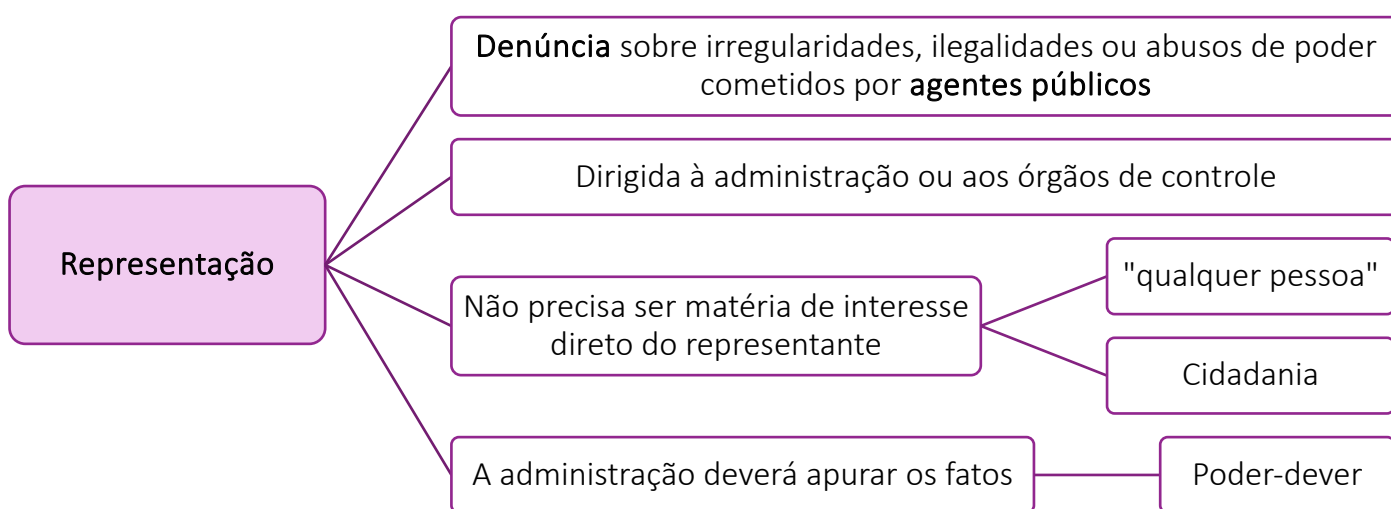 Representação
Denúncia sobre irregularidades, ilegalidades ou abusos de poder
cometidos por agentes públicos
Dirigida à administração ou aos órgãos de controle
Não precisa ser matéria de interesse
direto do representante
"qualquer pessoa"
Cidadania
A administração deverá apurar os fatos
Poder-dever